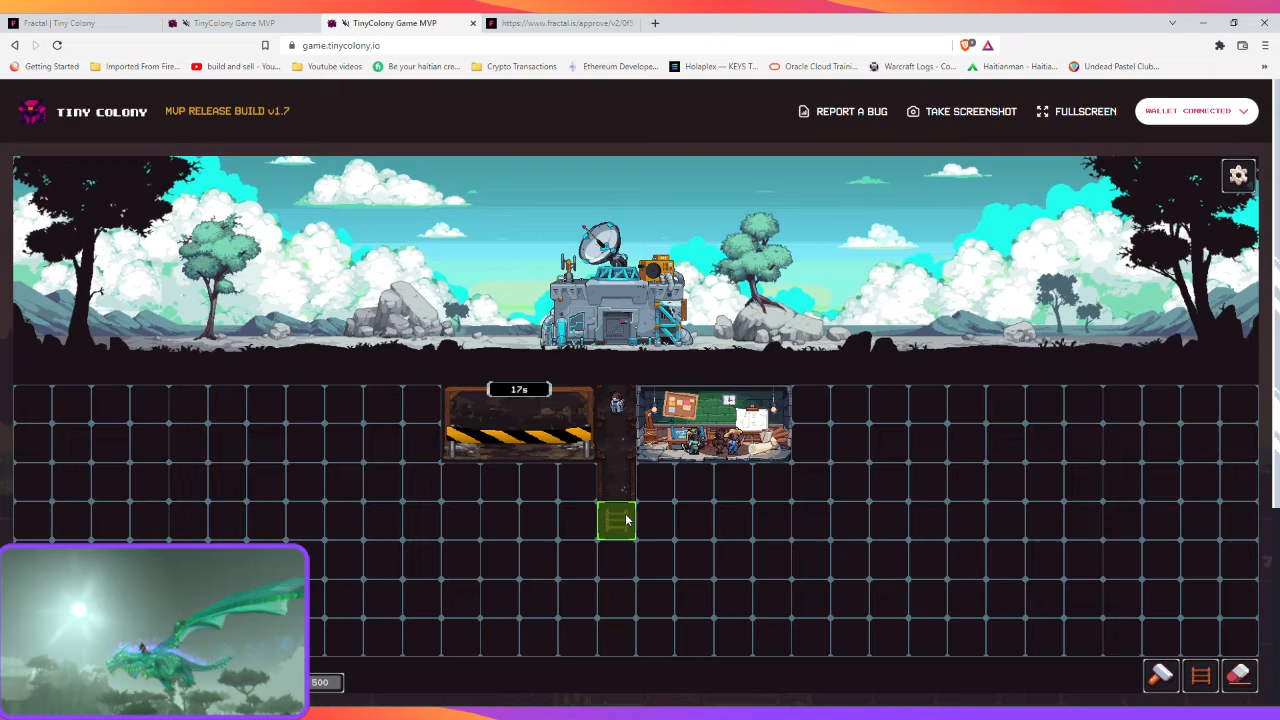 Fractal | Tiny Colony
TinyColony Game MVP
TinyColony Game MVP
https://www.fractal.is/approve/v2/0f5
game.tinycolony.io
Getting Started
Imported From Fire...
build and sell - You...
Youtube videos
Be your haitian cre...
Crypto Transactions
Ethereum Develope...
Holaplex — KEYS T...
Oracle Cloud Traini...
Warcraft Logs - Co...
Haitianman - Haitia...
Undead Pastel Club...
TINY COLONY
MVP RELEASE BUILD v1.7
REPORT A BUG
TAKE SCREENSHOT
FULLSCREEN
WALLET CONNECTED
17s
500